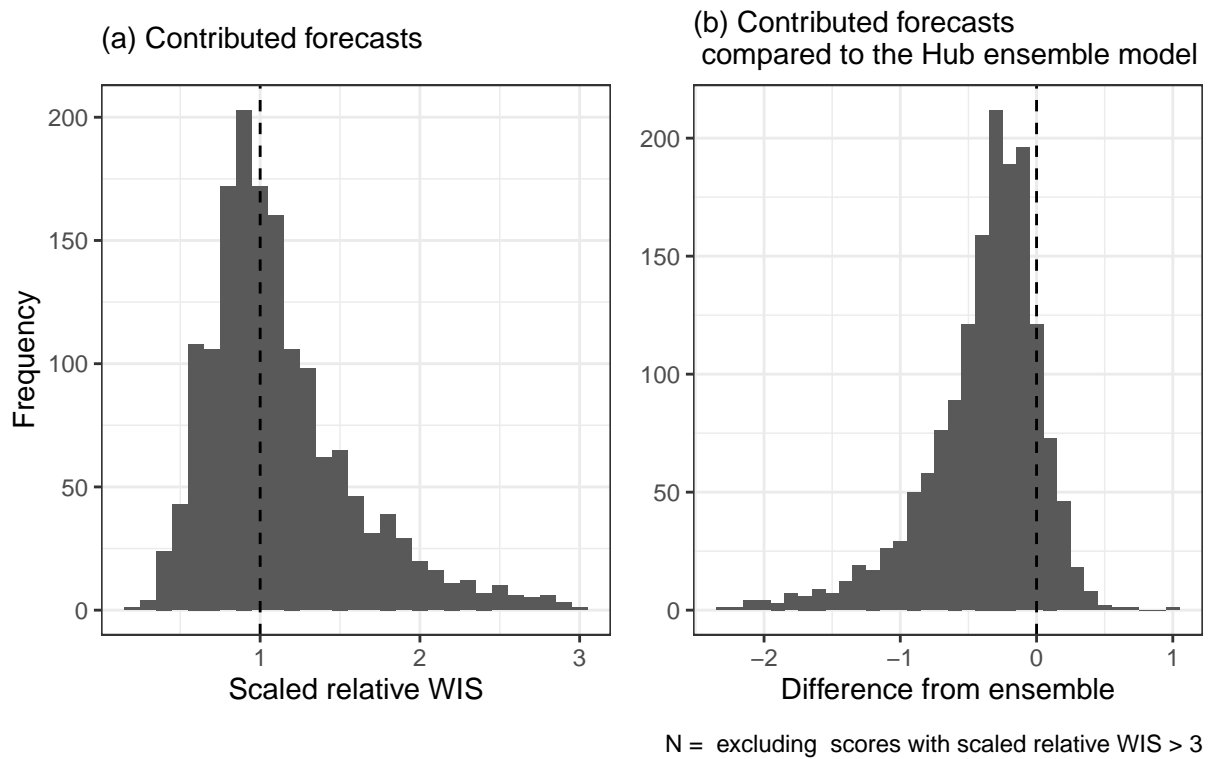 (a) Contributed forecasts
200
150
100
50
0
Frequency
1
2
3
Scaled relative WIS
(b) Contributed forecasts
compared to the Hub ensemble model
200
150
100
50
0
−2
−1
0
1
Difference from ensemble
N = excluding scores with scaled relative WIS > 3